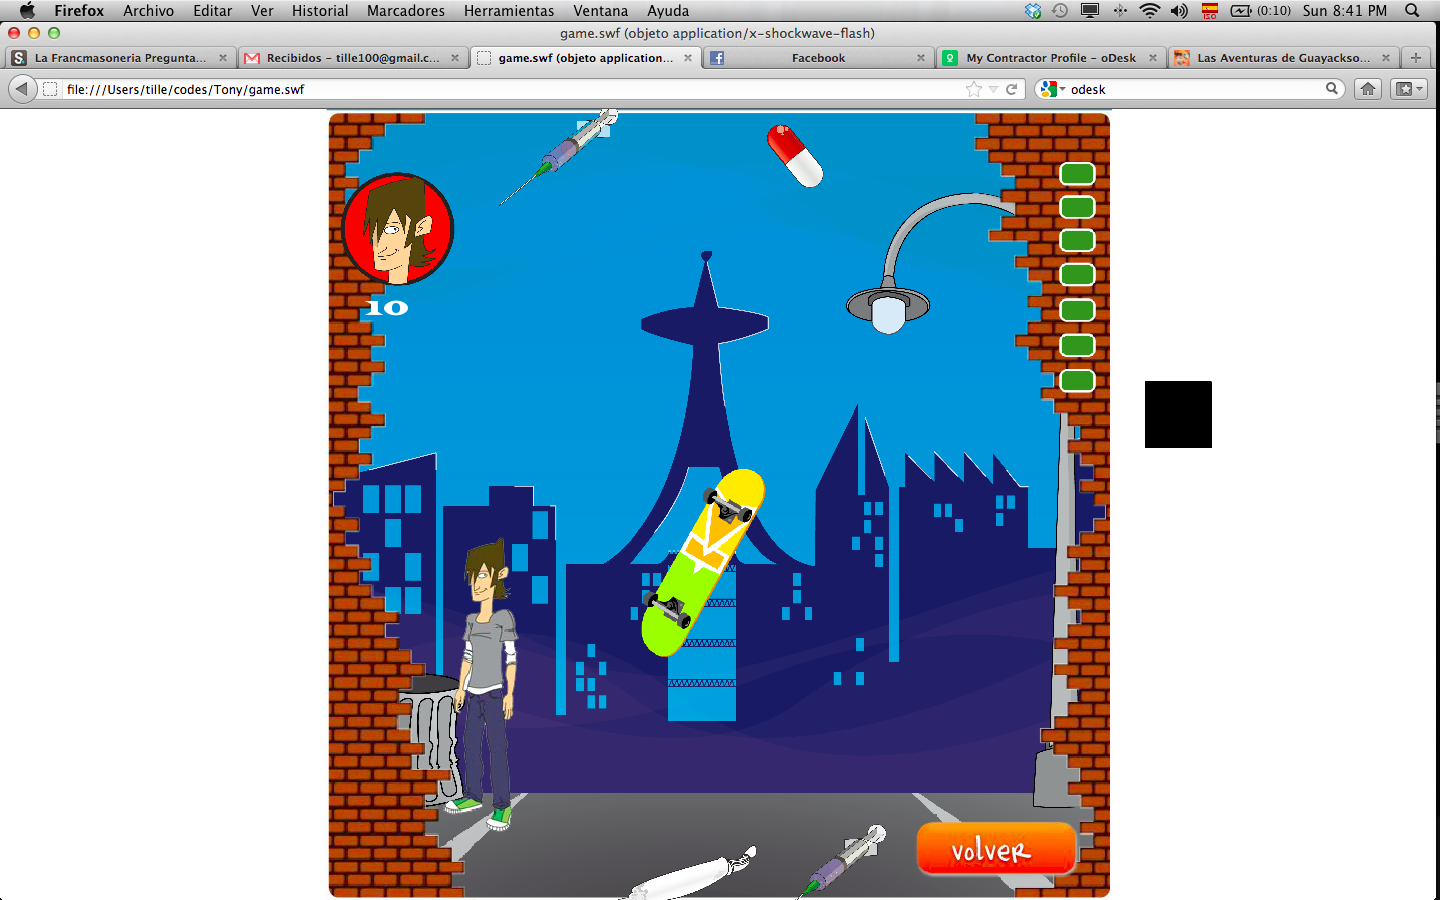 Firefox Archivo Editar Ver Historial Marcadores Herramientas Ventana Ayuda ISO (0:10) Sun 8:41 PM
game.swf (objeto application/x-shockwave-flash)
La Francmasoneria Pregunta... Recibidos – tille100@gmail.c... game.swf (objeto application... Facebook My Contractor Profile – oDesk Las Aventuras de Guayackso...
file:///Users/tille/codes/Tony/game.swf odesk
10
volver